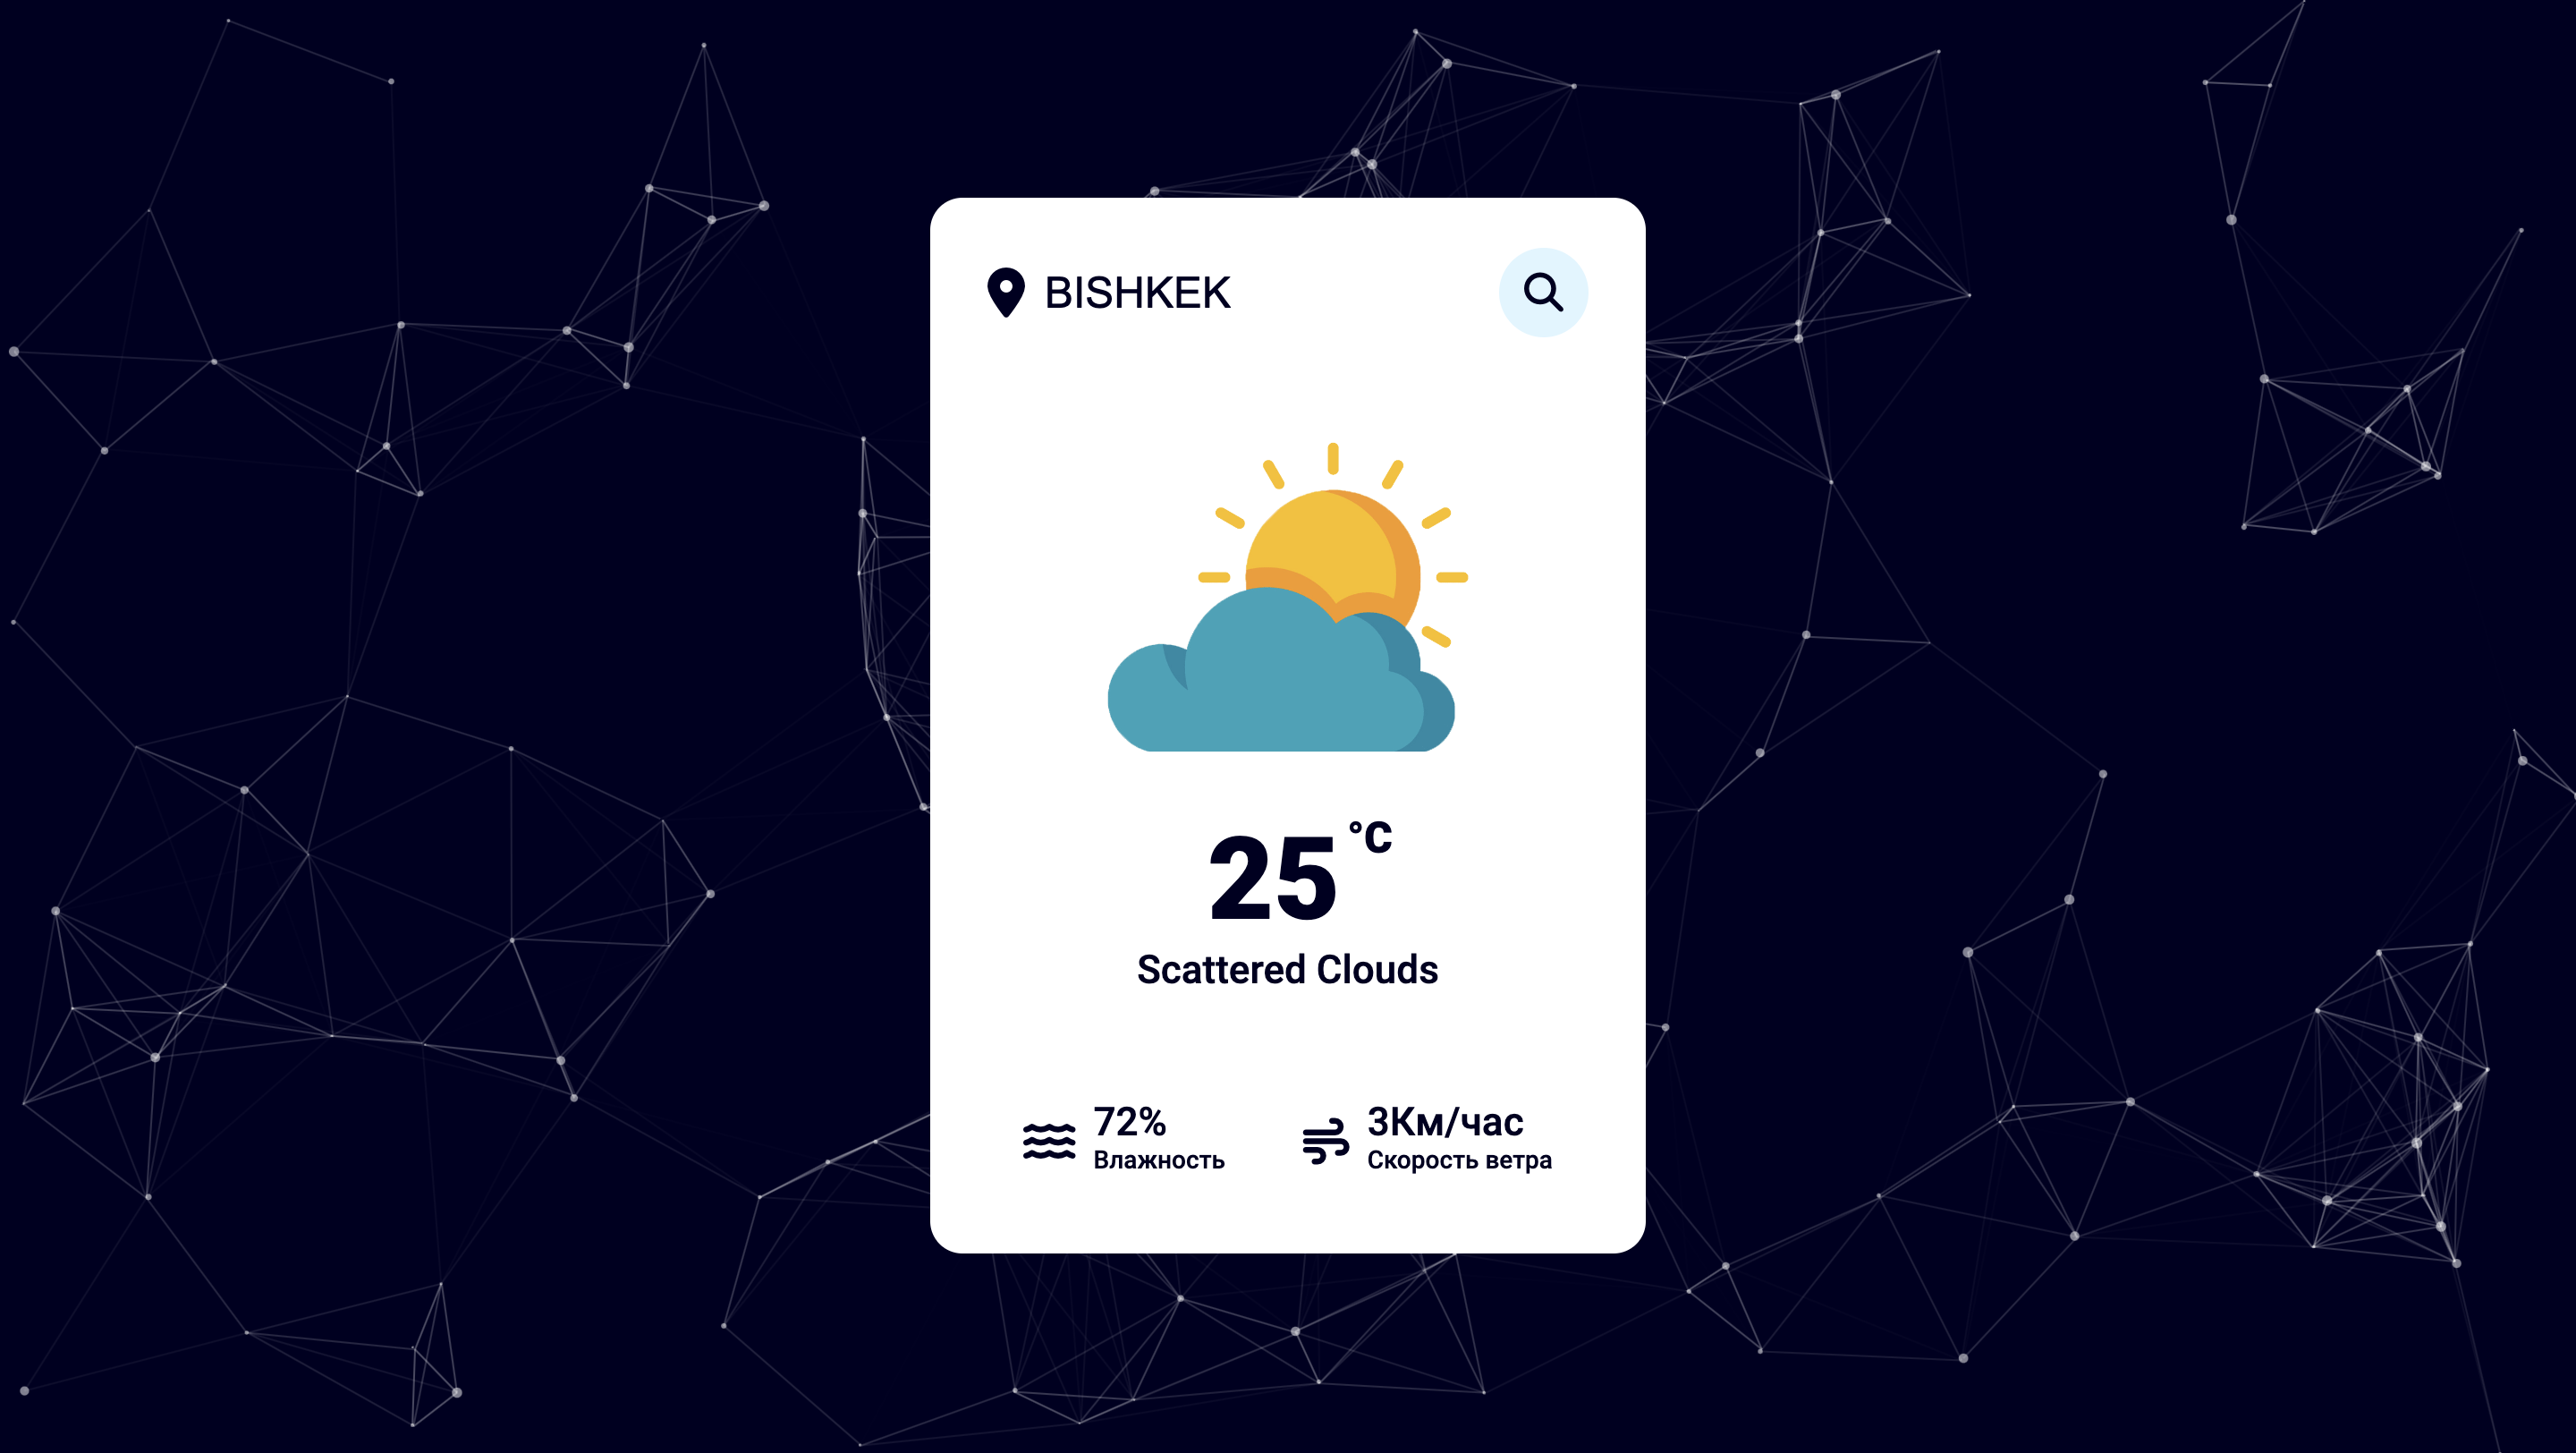 BISHKEK
25 °C
Scattered Clouds
72%
Влажность
3Км/час
Скорость ветра